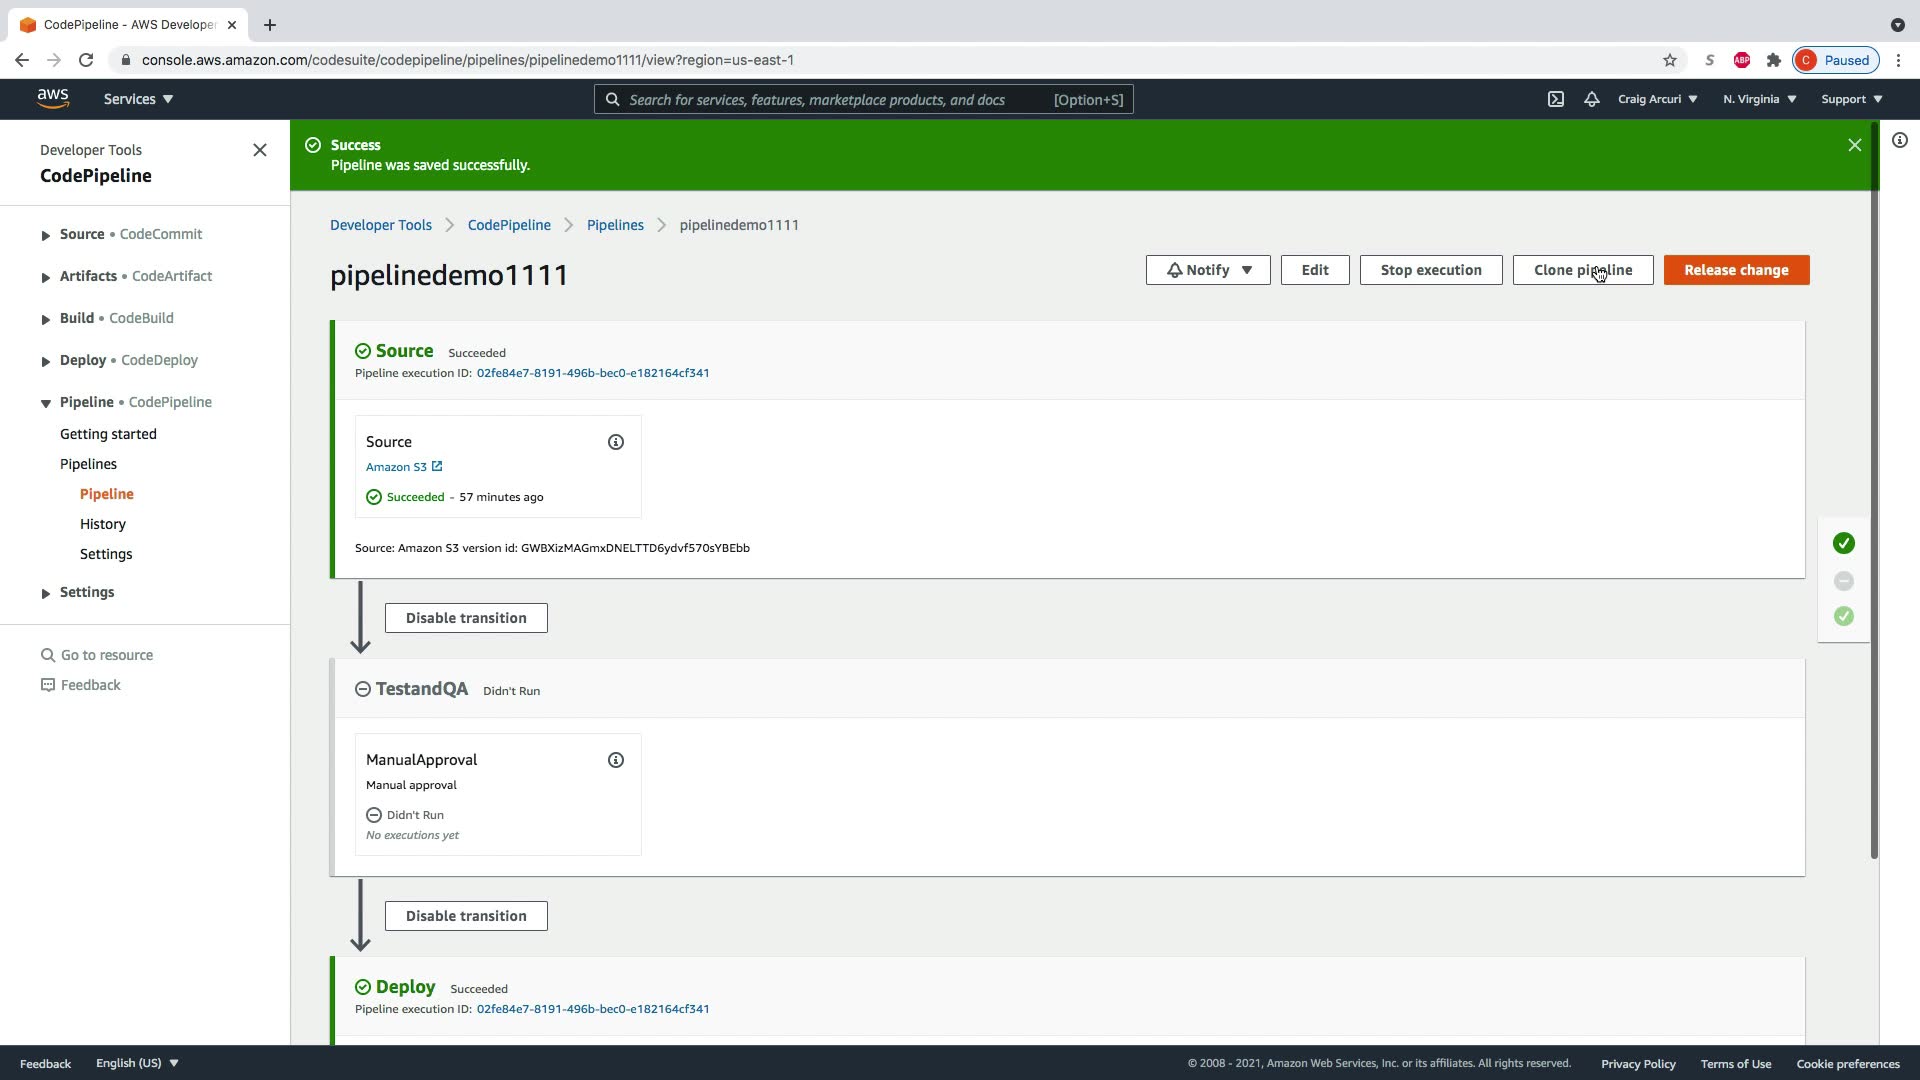 CodePipeline - AWS Developer
console.aws.amazon.com/codesuite/codepipeline/pipelines/pipelinedemo1111/view?region=us-east-1
S
ABP
C Paused
aws
Services
Search for services, features, marketplace products, and docs [Option+S]
Craig Arcuri
N. Virginia
Support
Developer Tools
CodePipeline
Source • CodeCommit
Artifacts • CodeArtifact
Build • CodeBuild
Deploy • CodeDeploy
Pipeline • CodePipeline
Getting started
Pipelines
Pipeline
History
Settings
Settings
Go to resource
Feedback
Success
Pipeline was saved successfully.
Developer Tools
CodePipeline
Pipelines
pipelinedemo1111
pipelinedemo1111
Notify
Edit
Stop execution
Clone pipeline
Release change
Source Succeeded
Pipeline execution ID: 02fe84e7-8191-496b-bec0-e182164cf341
Source
Amazon S3
Succeeded - 57 minutes ago
Source: Amazon S3 version id: GWBXizMAGmxDNELTTD6ydvf570sYBEbb
Disable transition
TestandQA Didn't Run
ManualApproval
Manual approval
Didn't Run
No executions yet
Disable transition
Deploy Succeeded
Pipeline execution ID: 02fe84e7-8191-496b-bec0-e182164cf341
Feedback
English (US)
© 2008 - 2021, Amazon Web Services, Inc. or its affiliates. All rights reserved.
Privacy Policy
Terms of Use
Cookie preferences